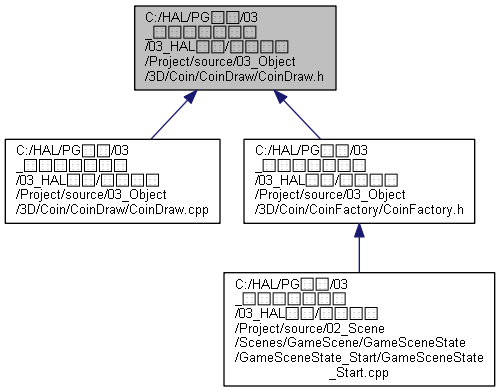 C:/HAL/PG□□/03
_□□□□□□□
/03_HAL□□/□□□□
/Project/source/03_Object
/3D/Coin/CoinDraw/CoinDraw.h
C:/HAL/PG□□/03
_□□□□□□□
/03_HAL□□/□□□□
/Project/source/03_Object
/3D/Coin/CoinDraw/CoinDraw.cpp
C:/HAL/PG□□/03
_□□□□□□□
/03_HAL□□/□□□□
/Project/source/03_Object
/3D/Coin/CoinFactory/CoinFactory.h
C:/HAL/PG□□/03
_□□□□□□□
/03_HAL□□/□□□□
/Project/source/02_Scene
/Scenes/GameScene/GameSceneState
/GameSceneState_Start/GameSceneState
_Start.cpp